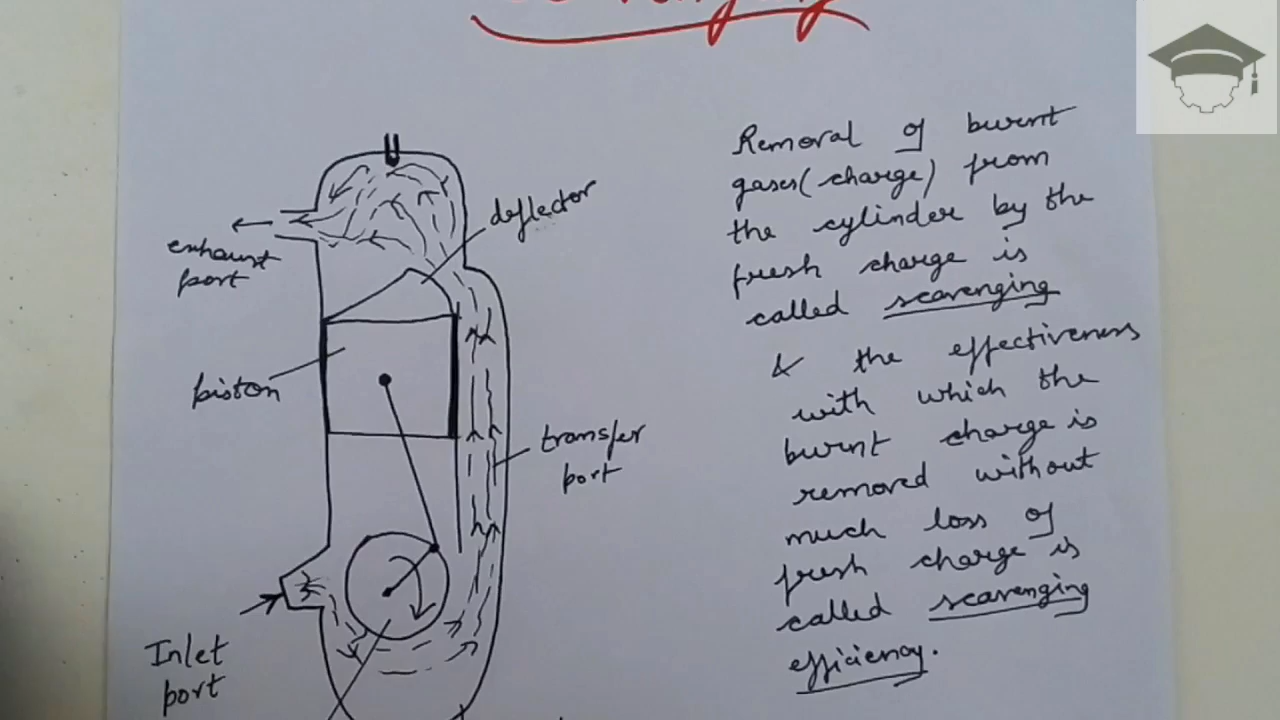 exhaust
port
deflector
piston
transfer
port
Inlet
port
Removal of burnt
gases(charge) from
the cylinder by the
fresh charge is
called scavenging
& the effectiveness
with which the
burnt charge is
removed without
much loss of
fresh charge is
called scavenging
efficiency.